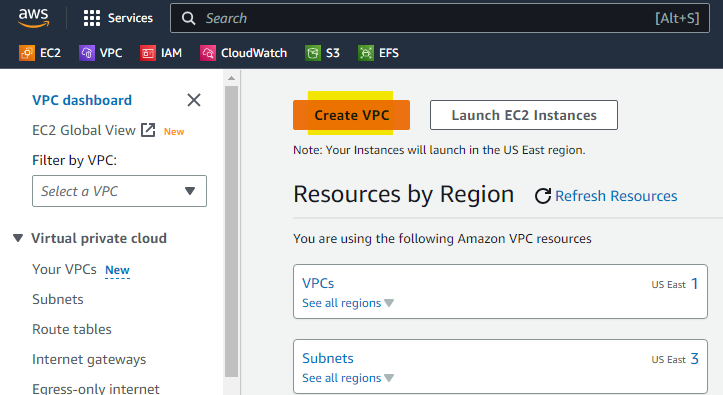 aws
Services
Search [Alt+S]
EC2 VPC IAM CloudWatch S3 EFS
VPC dashboard
EC2 Global View New
Filter by VPC:
Select a VPC
Virtual private cloud
Your VPCs New
Subnets
Route tables
Internet gateways
Egress-only internet
Create VPC
Launch EC2 Instances
Note: Your Instances will launch in the US East region.
Resources by Region Refresh Resources
You are using the following Amazon VPC resources
VPCs US East 1
See all regions
Subnets US East 3
See all regions